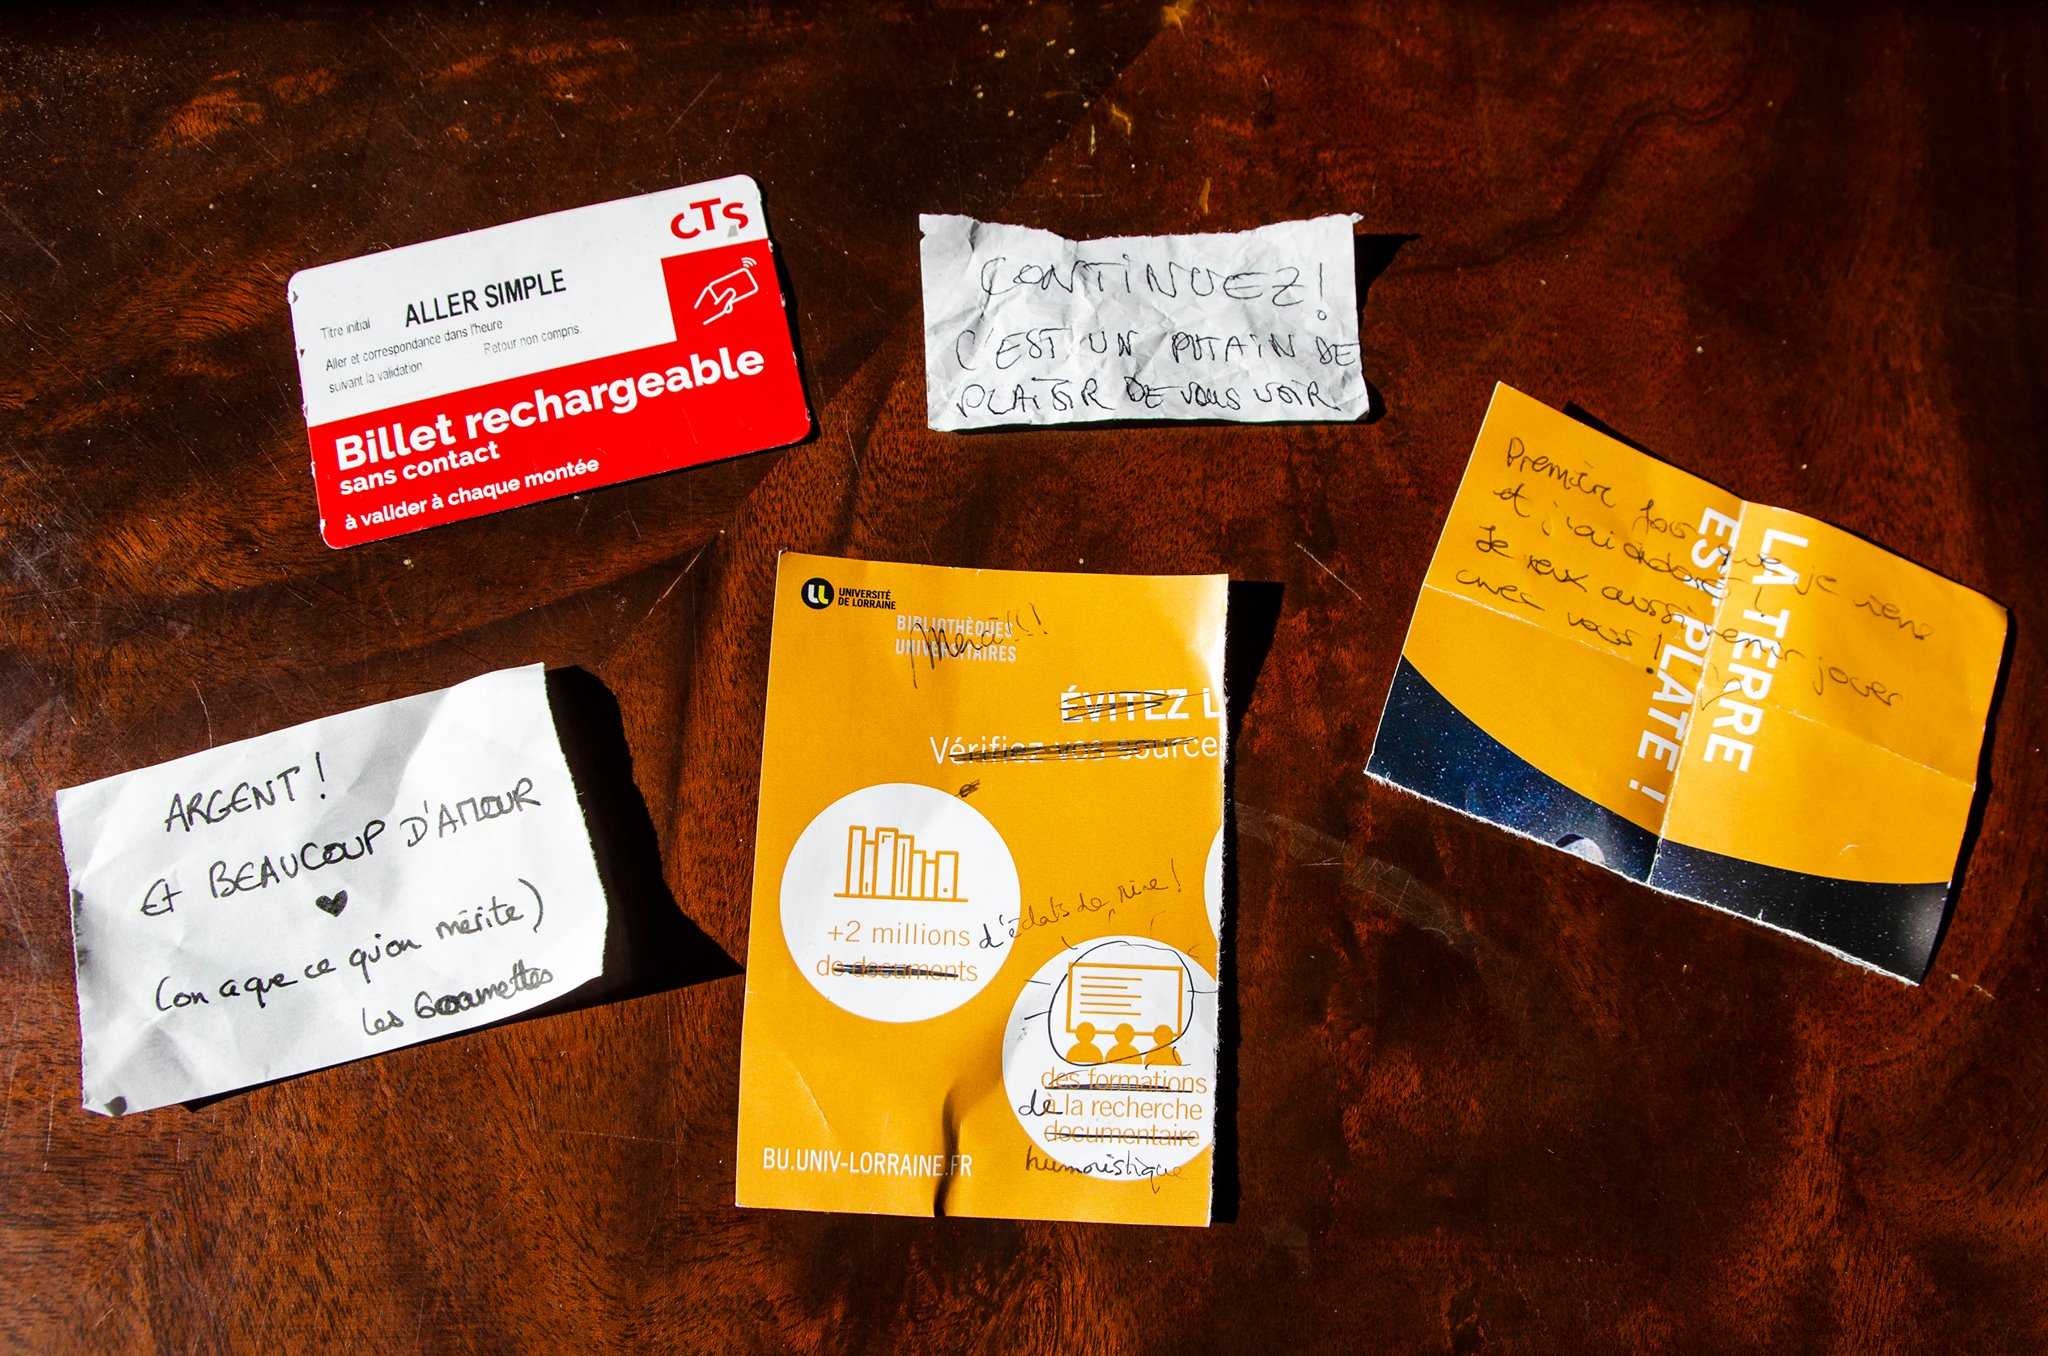 CTS
Titre initial ALLER SIMPLE
Aller et correspondance dans l'heure
suivant la validation Retour non compris
Billet rechargeable
sans contact
à valider à chaque montée
CONTINUEZ!
C'EST UN PUTAIN DE
PLAISIR DE VOUS VOIR
Première fois que je viens
et j'ai adoré !
Je veux aussi venir jouer
avec vous !
LA TERRE
EST PLATE !
ARGENT !
Et BEAUCOUP D'AMOUR
♥
(on a que ce qu'on mérite)
Les Gourmettes
UNIVERSITÉ
DE LORRAINE
BIBLIOTHÈQUES
UNIVERSITAIRES
Merci!!!
ÉVITEZ L
Vérifiez vos source
+2 millions d'éclats de rire!
de documents
des formations
de à la recherche
documentaire
humoristique
BU.UNIV-LORRAINE.FR